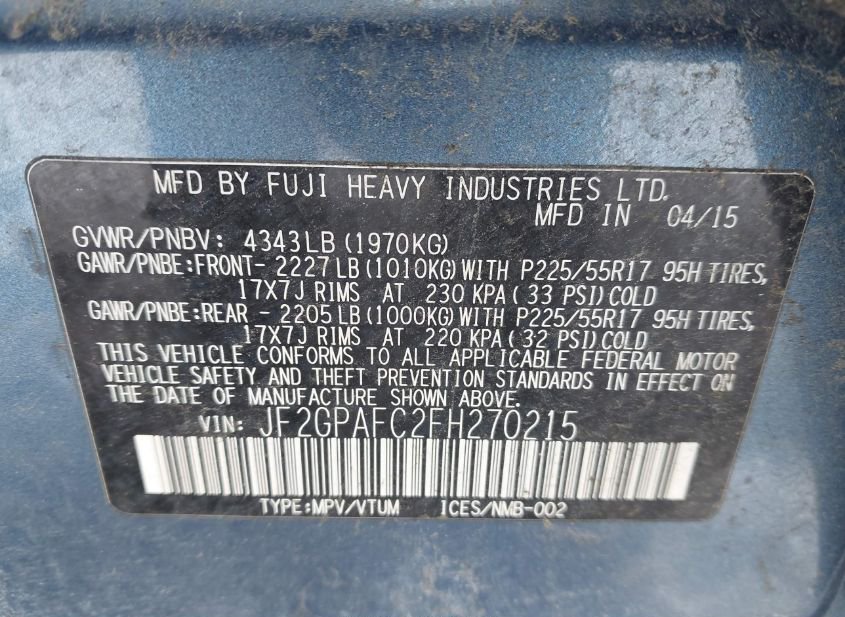 MFD BY FUJI HEAVY INDUSTRIES LTD.
MFD IN 04/15
GVWR/PNBV: 4343LB (1970KG)
GAWR/PNBE:FRONT- 2227LB (1010KG) WITH P225/55R17 95H TIRES,
17X7J RIMS AT 230 KPA ( 33 PSI) COLD
GAWR/PNBE:REAR - 2205LB (1000KG) WITH P225/55R17 95H TIRES,
17X7J RIMS AT 220 KPA ( 32 PSI) COLD
THIS VEHICLE CONFORMS TO ALL APPLICABLE FEDERAL MOTOR
VEHICLE SAFETY AND THEFT PREVENTION STANDARDS IN EFFECT ON
THE DATE OF MANUFACTURE SHOWN ABOVE.
VIN: JF2GPAFC2FH270215
TYPE:MPV/VTUM ICES/NMB-002